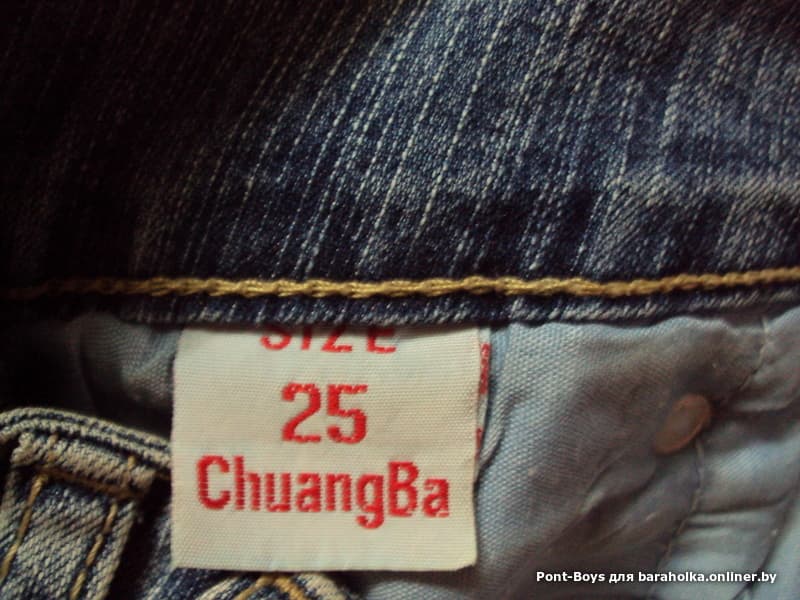 SIZE
25
ChuangBa
Pont-Boys для baraholka.onliner.by